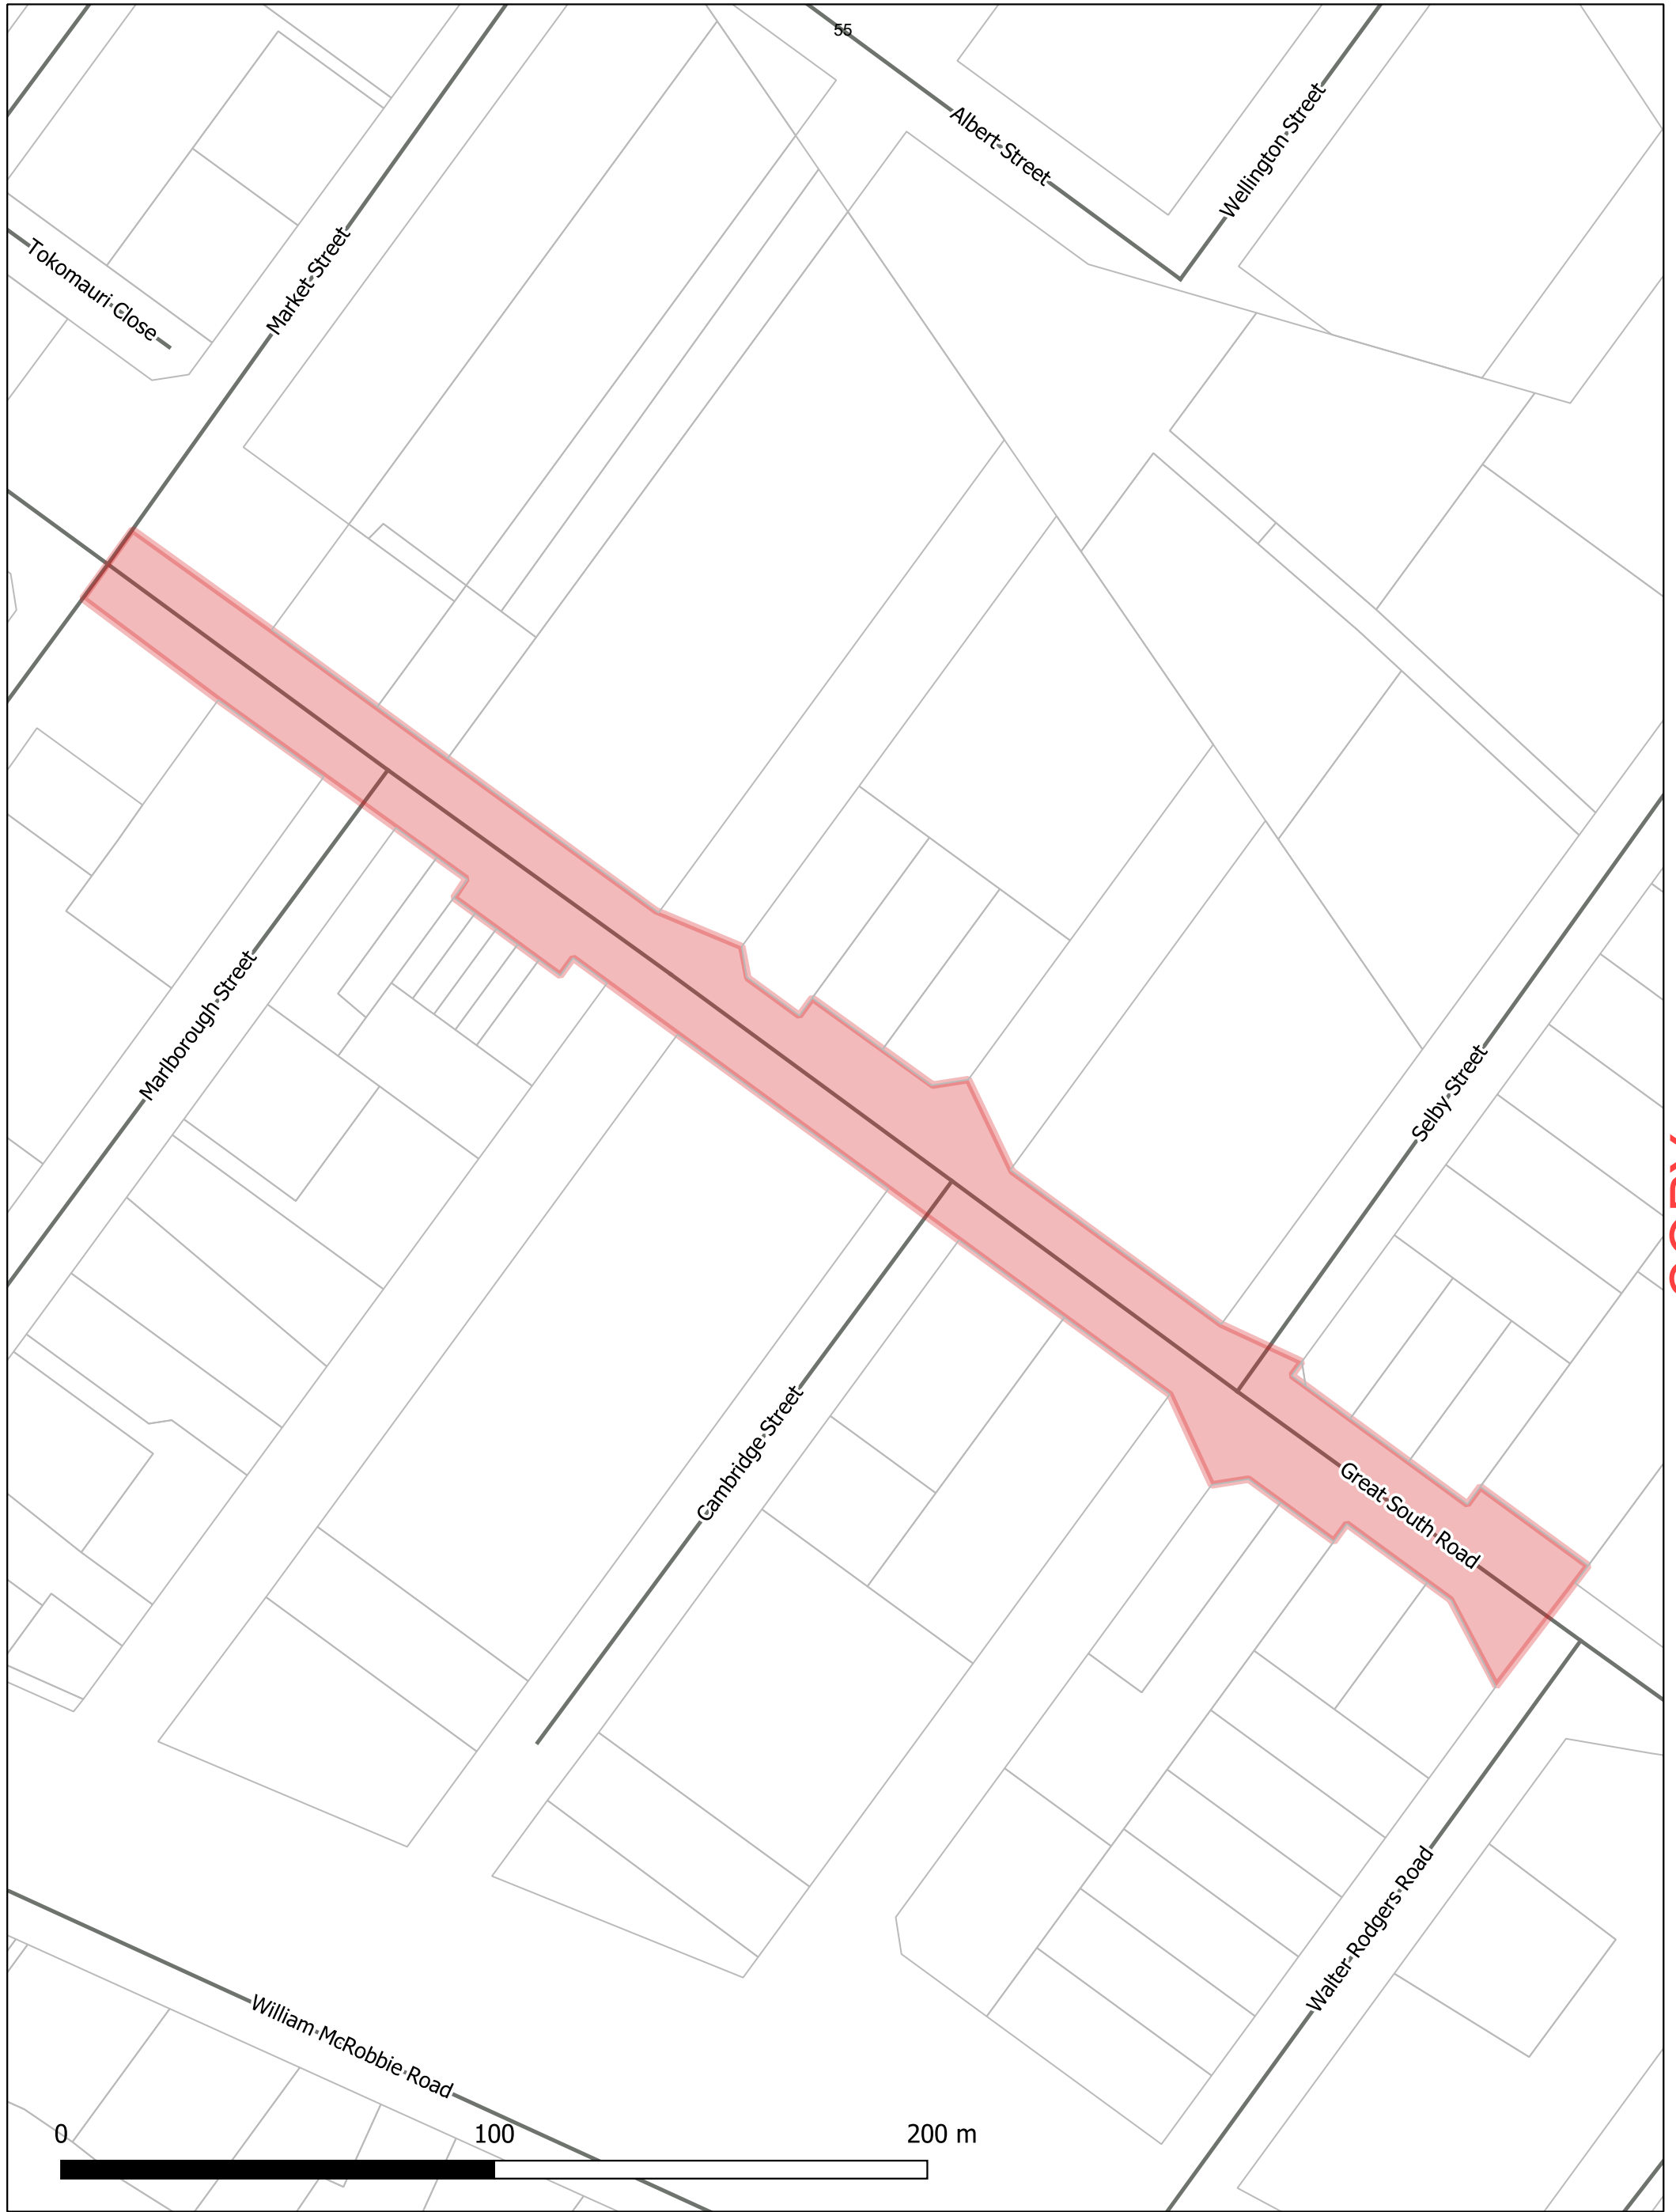 55
Albert Street
Wellington Street
Market Street
Tokomauri Close
Marlborough Street
Selby Street
Cambridge Street
Great South Road
Walter Rodgers Road
William McRobbie Road
0 100 200 m